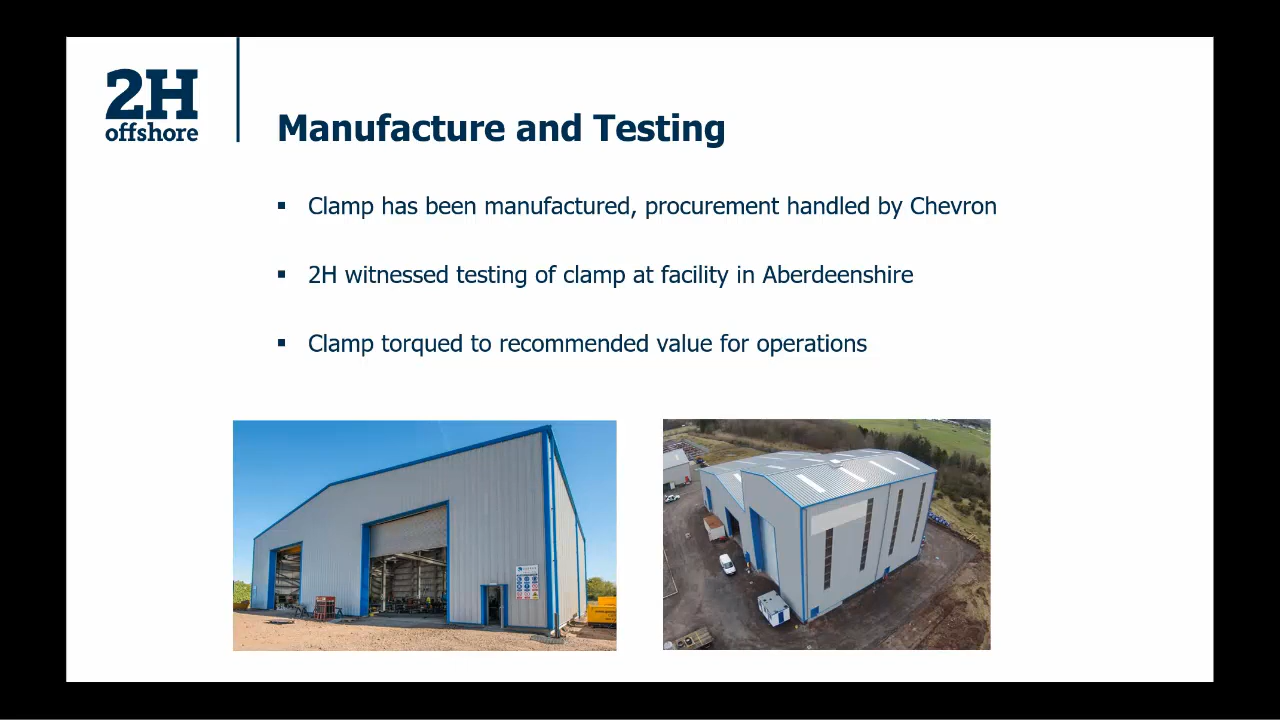 2H
offshore
Manufacture and Testing
▪ Clamp has been manufactured, procurement handled by Chevron
▪ 2H witnessed testing of clamp at facility in Aberdeenshire
▪ Clamp torqued to recommended value for operations